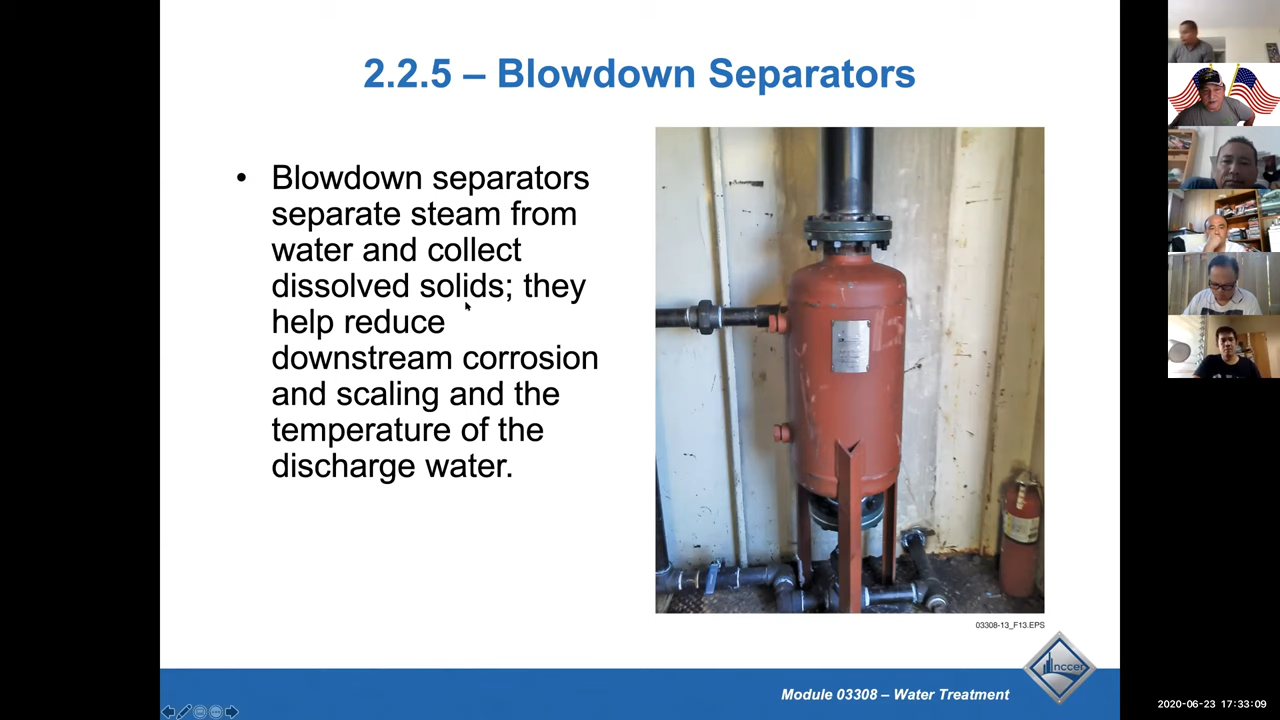 2.2.5 – Blowdown Separators
• Blowdown separators
separate steam from
water and collect
dissolved solids; they
help reduce
downstream corrosion
and scaling and the
temperature of the
discharge water.
03308-13_F13.EPS
nccer
Module 03308 – Water Treatment
2020-06-23 17:33:09